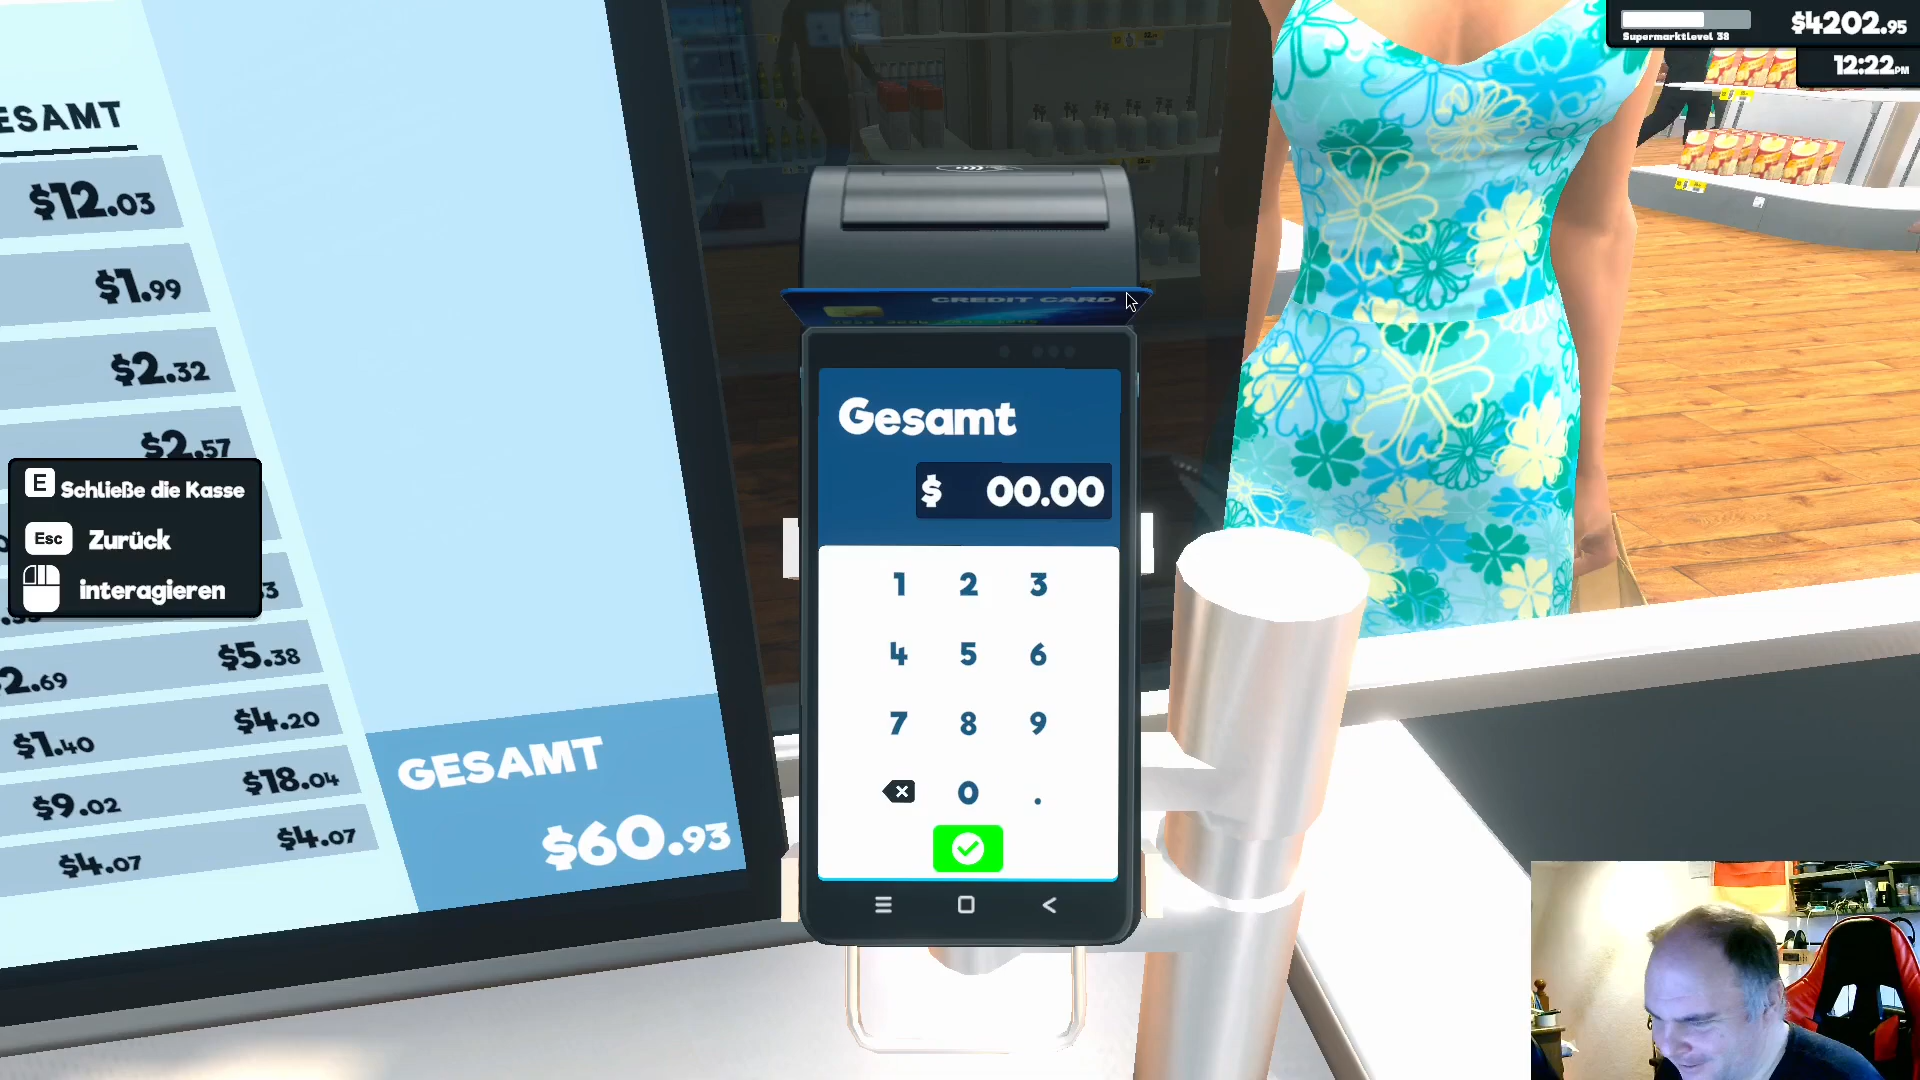 ESAMT
$12.03
$1.99
$2.32
$2.57
$5.38
2.69
$4.20
$1.40
$18.04
$9.02
$4.07
$4.07
GESAMT
$60.93
E Schließe die Kasse
Esc Zurück
interagieren
CREDIT CARD
Gesamt
$ 00.00
1 2 3
4 5 6
7 8 9
0 .
Supermarktlevel 38
$4202.95
12:22PM